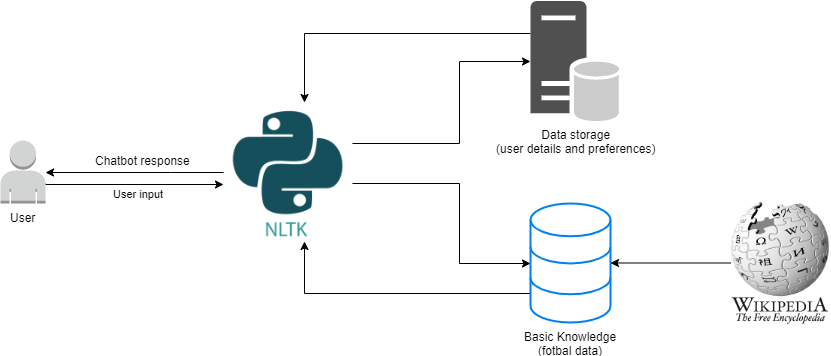 Data storage
(user details and preferences)
Chatbot response
User input
User
NLTK
Ω
W
И
祖
WIKIPEDIA
The Free Encyclopedia
Basic Knowledge
(fotbal data)